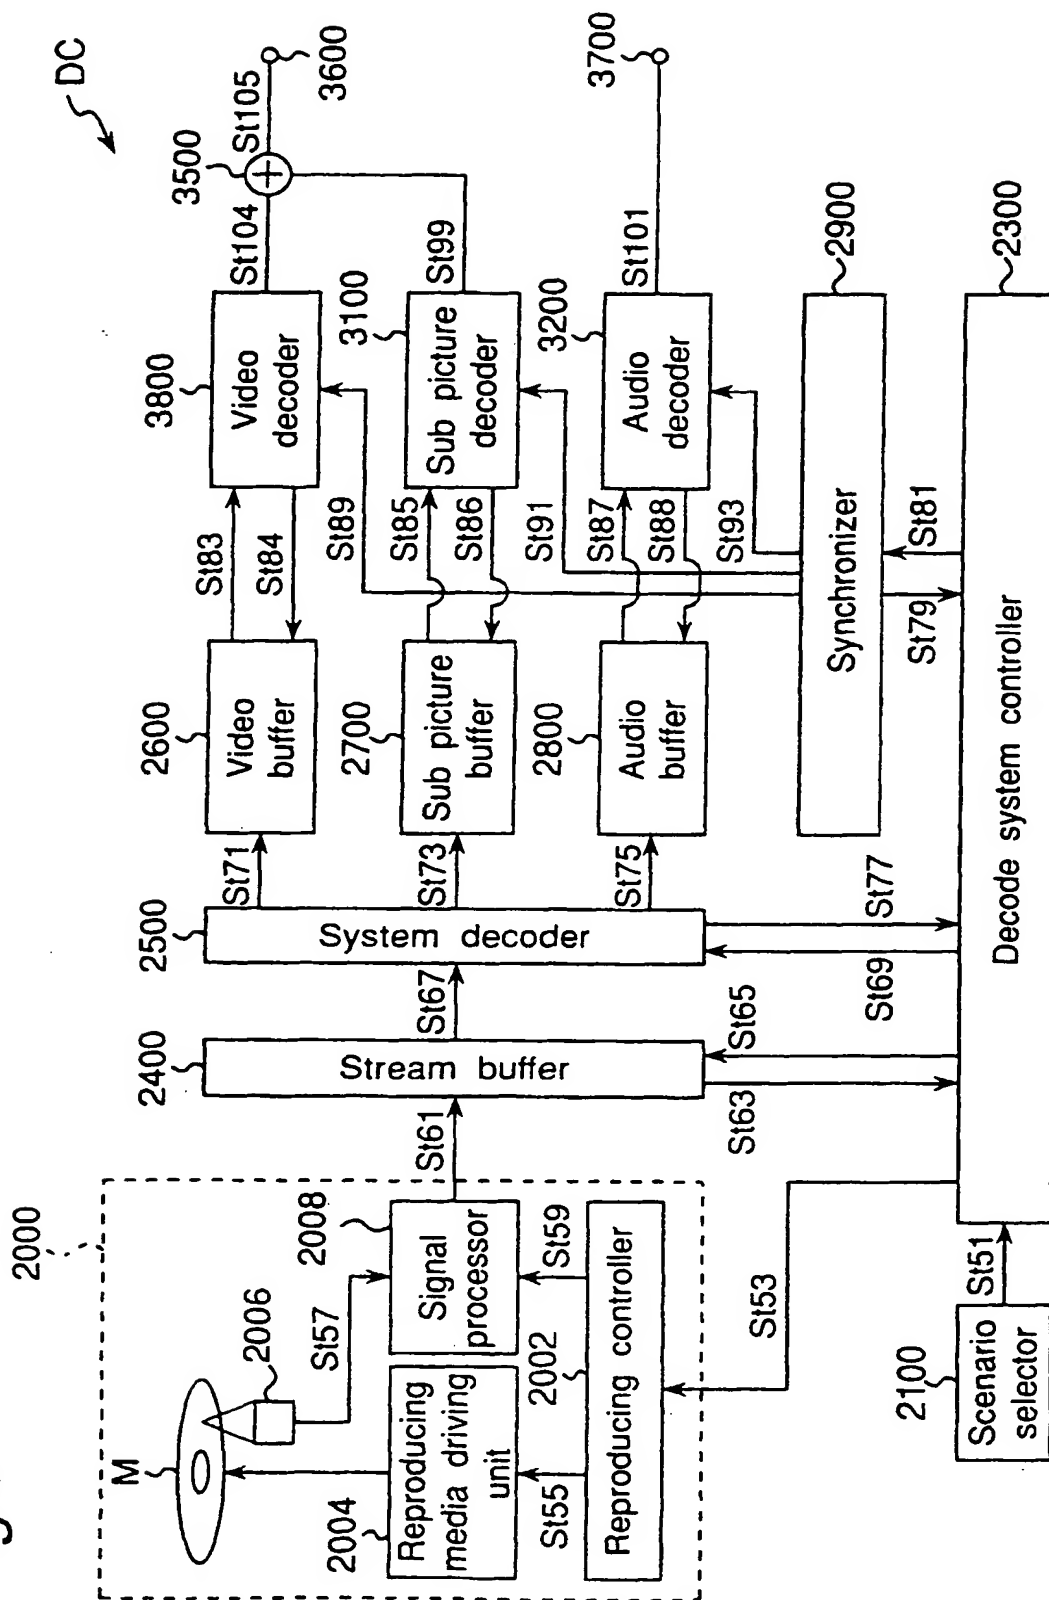 DC
2000
M
2006
St57
2004
Reproducing
media driving
unit
2008
Signal
processor
St55
2002
St59
Reproducing controller
St53
2100
Scenario
selector
St51
St61
2400
Stream buffer
St63
St65
St67
2500
System decoder
St69
St77
St71
St73
St75
2600
Video
buffer
2700
Sub picture
buffer
2800
Audio
buffer
St83
St84
St89
St85
St86
St91
St87
St88
St93
3800
Video
decoder
3100
Sub picture
decoder
3200
Audio
decoder
St104
3500
St105
3600
St99
St101
3700
Synchronizer
2900
St79
St81
Decode system controller
2300